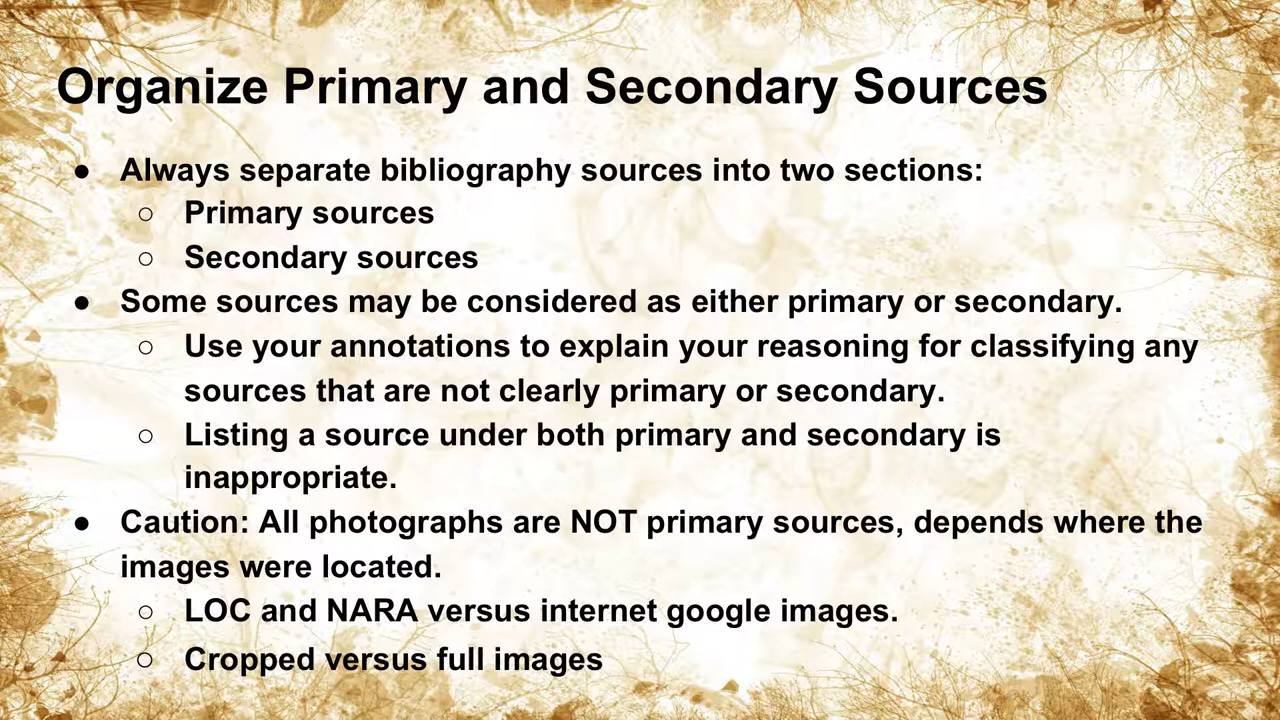 Organize Primary and Secondary Sources
● Always separate bibliography sources into two sections:
○ Primary sources
○ Secondary sources
● Some sources may be considered as either primary or secondary.
○ Use your annotations to explain your reasoning for classifying any
sources that are not clearly primary or secondary.
○ Listing a source under both primary and secondary is
inappropriate.
● Caution: All photographs are NOT primary sources, depends where the
images were located.
○ LOC and NARA versus internet google images.
○ Cropped versus full images